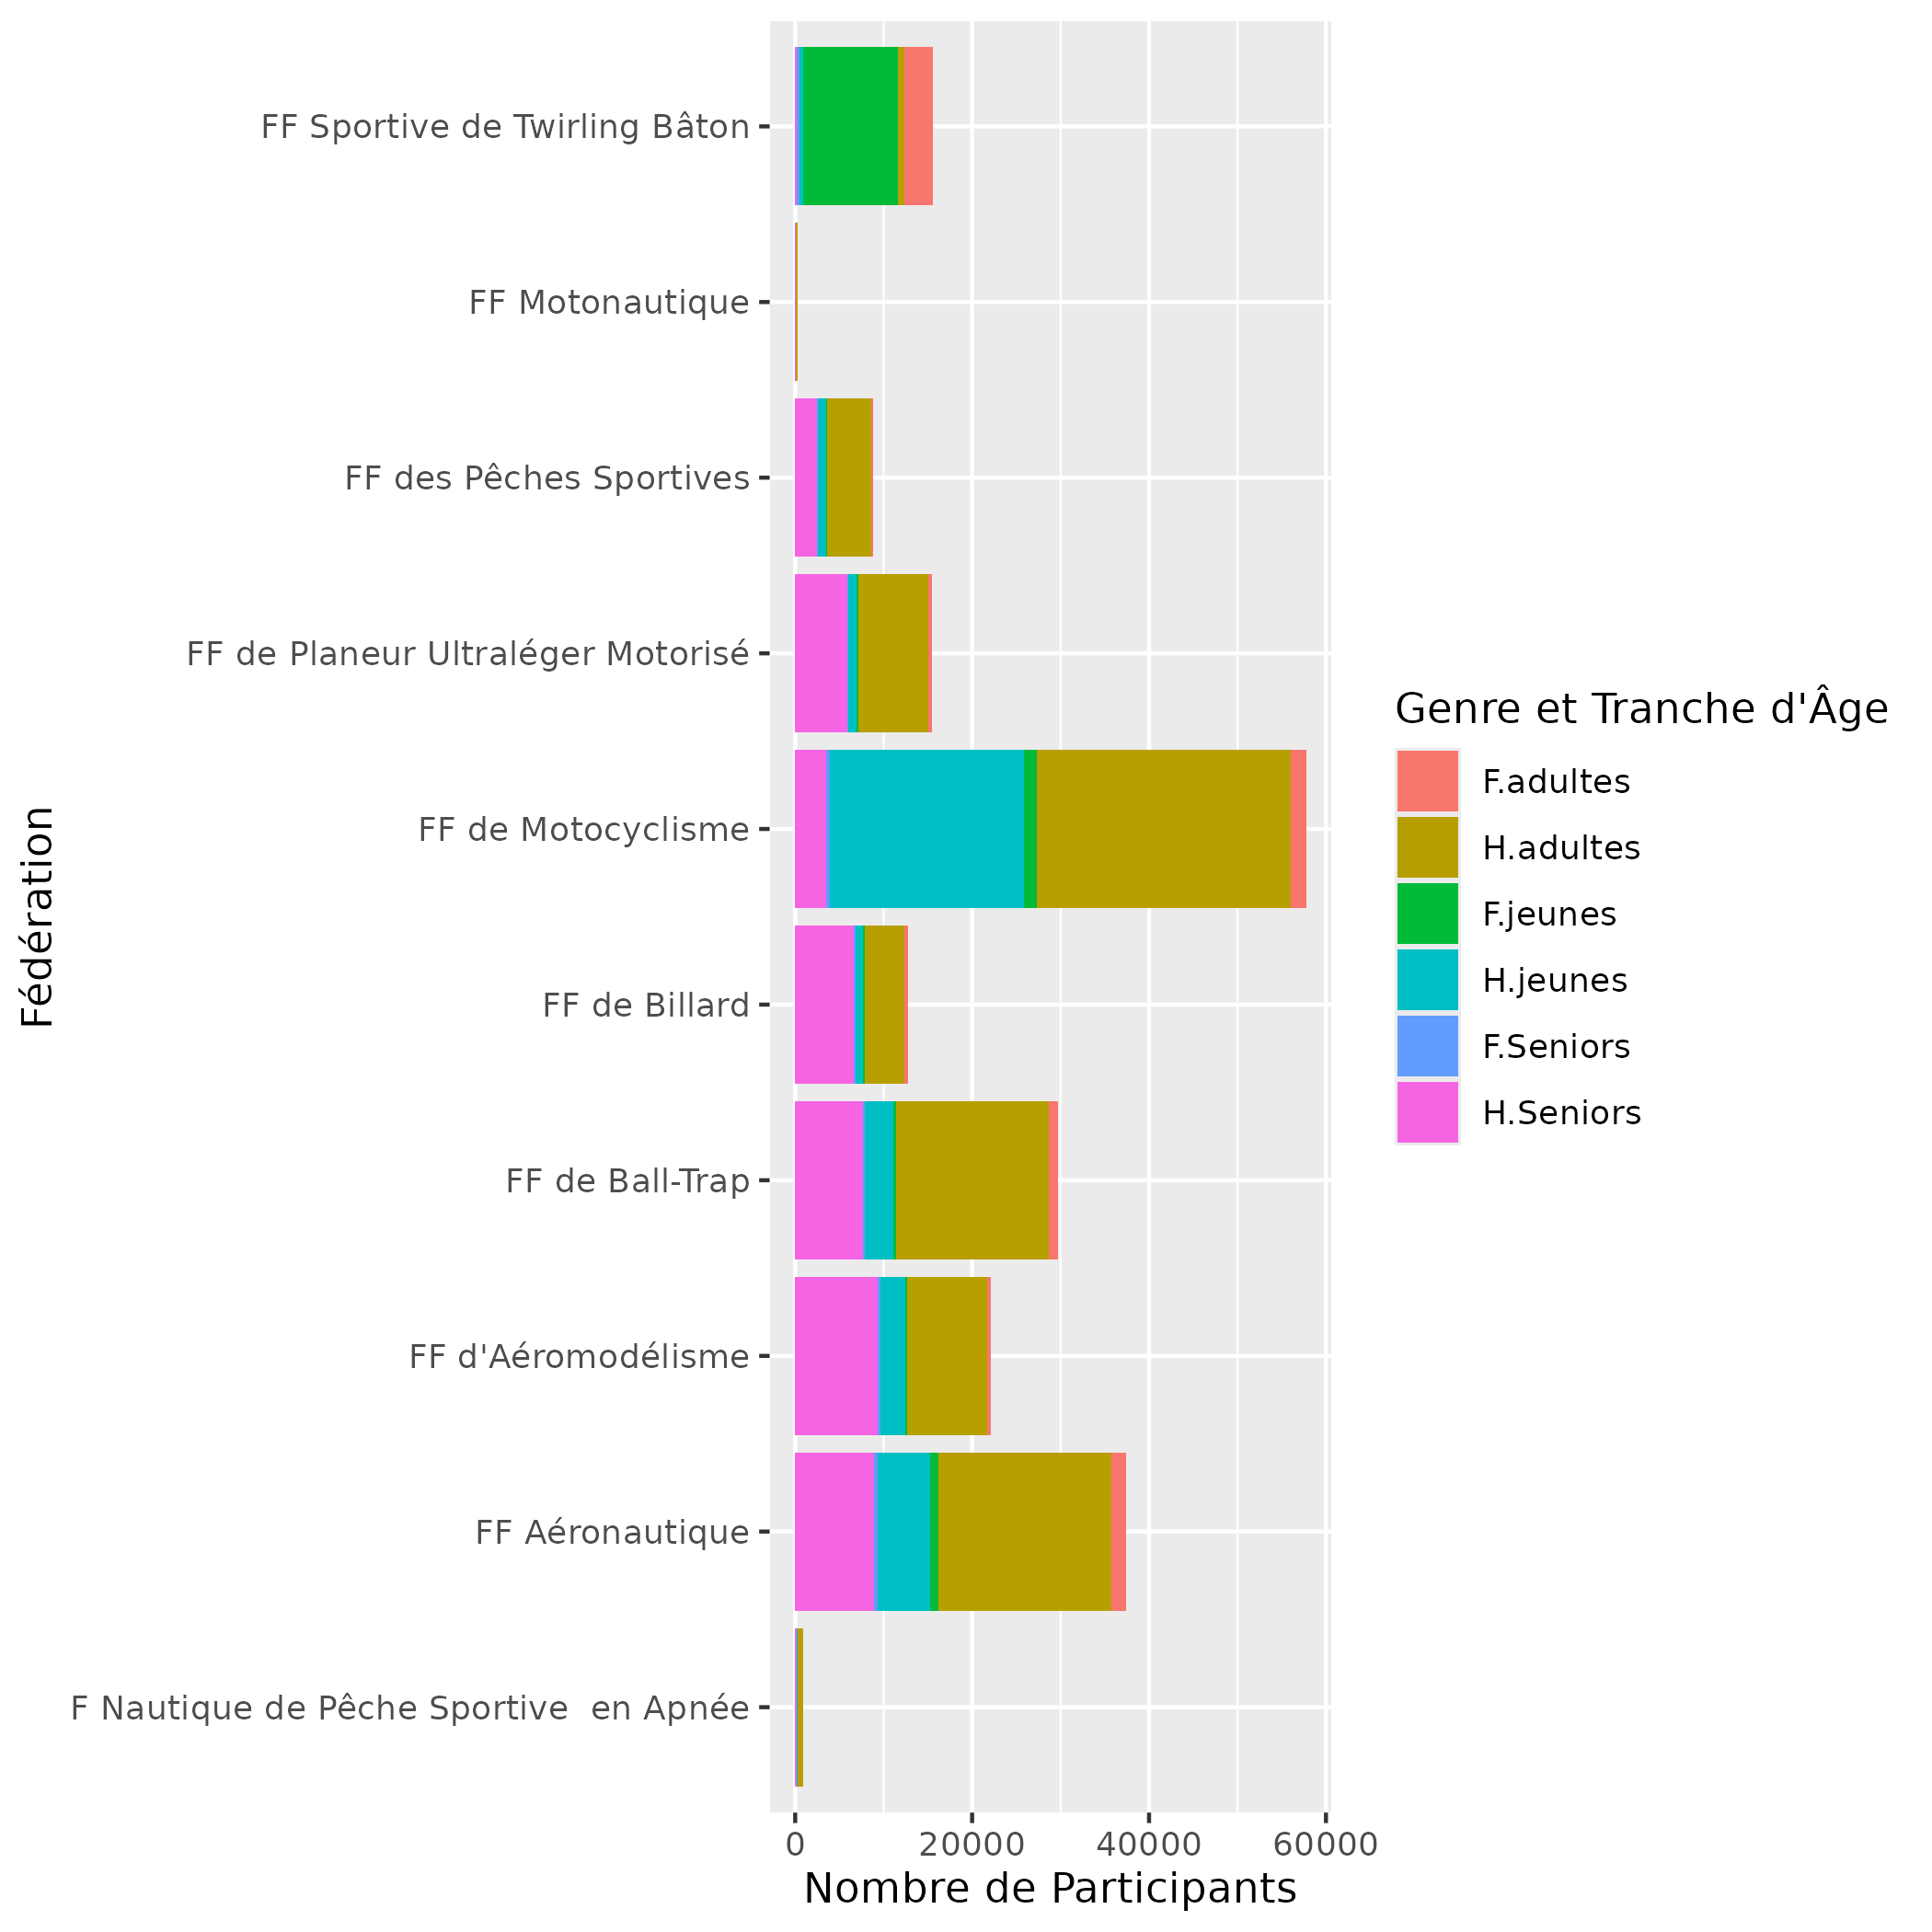 FF Sportive de Twirling Bâton
FF Motonautique
FF des Pêches Sportives
FF de Planeur Ultraléger Motorisé
FF de Motocyclisme
FF de Billard
FF de Ball-Trap
FF d'Aéromodélisme
FF Aéronautique
F Nautique de Pêche Sportive  en Apnée
Fédération
0 20000 40000 60000
Nombre de Participants
Genre et Tranche d'Âge
F.adultes
H.adultes
F.jeunes
H.jeunes
F.Seniors
H.Seniors